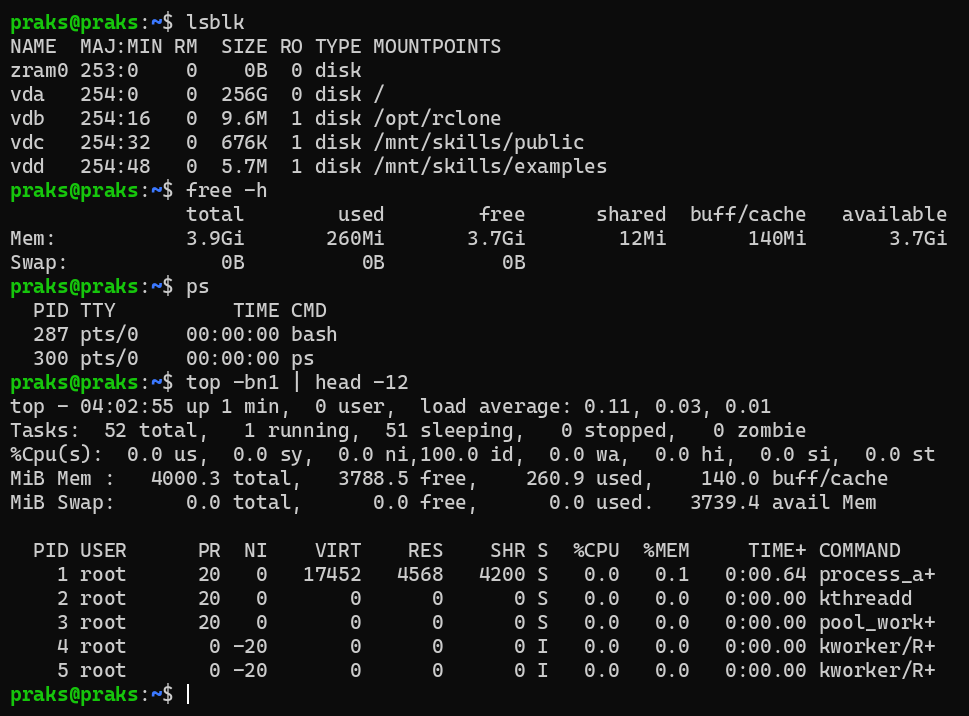 praks@praks:~$ lsblk
NAME  MAJ:MIN RM  SIZE RO TYPE MOUNTPOINTS
zram0 253:0    0    0B  0 disk
vda   254:0    0  256G  0 disk /
vdb   254:16   0  9.6M  1 disk /opt/rclone
vdc   254:32   0  676K  1 disk /mnt/skills/public
vdd   254:48   0  5.7M  1 disk /mnt/skills/examples
praks@praks:~$ free -h
               total        used        free      shared  buff/cache   available
Mem:           3.9Gi       260Mi       3.7Gi        12Mi       140Mi       3.7Gi
Swap:             0B          0B          0B
praks@praks:~$ ps
  PID TTY          TIME CMD
  287 pts/0    00:00:00 bash
  300 pts/0    00:00:00 ps
praks@praks:~$ top -bn1 | head -12
top - 04:02:55 up 1 min,  0 user,  load average: 0.11, 0.03, 0.01
Tasks:  52 total,   1 running,  51 sleeping,   0 stopped,   0 zombie
%Cpu(s):  0.0 us,  0.0 sy,  0.0 ni,100.0 id,  0.0 wa,  0.0 hi,  0.0 si,  0.0 st
MiB Mem :   4000.3 total,   3788.5 free,    260.9 used,    140.0 buff/cache
MiB Swap:      0.0 total,      0.0 free,      0.0 used.   3739.4 avail Mem

  PID USER      PR  NI    VIRT    RES    SHR S  %CPU  %MEM     TIME+ COMMAND
    1 root      20   0   17452   4568   4200 S   0.0   0.1   0:00.64 process_a+
    2 root      20   0       0      0      0 S   0.0   0.0   0:00.00 kthreadd
    3 root      20   0       0      0      0 S   0.0   0.0   0:00.00 pool_work+
    4 root       0 -20       0      0      0 I   0.0   0.0   0:00.00 kworker/R+
    5 root       0 -20       0      0      0 I   0.0   0.0   0:00.00 kworker/R+
praks@praks:~$